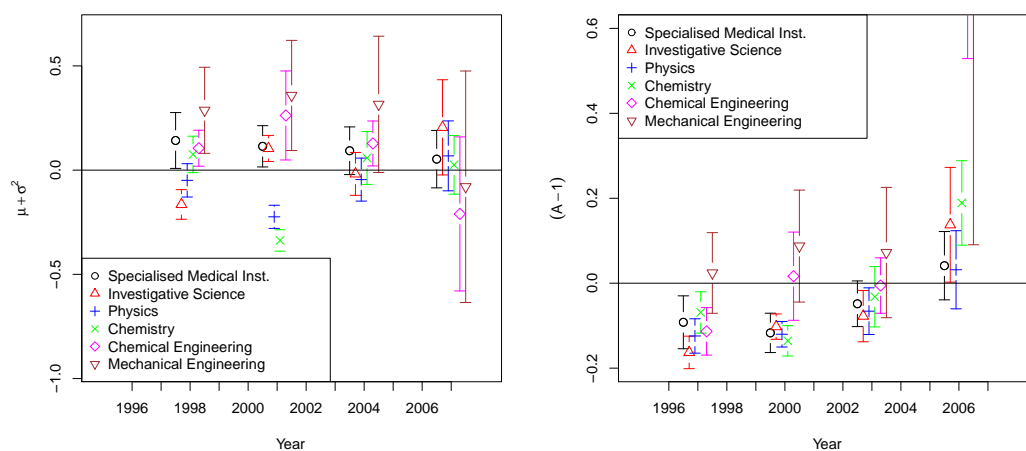 μ+σ²
0.5
0.0
−0.5
−1.0
Specialised Medical Inst.
Investigative Science
Physics
Chemistry
Chemical Engineering
Mechanical Engineering
1996 1998 2000 2002 2004 2006
Year
(A−1)
0.6
0.4
0.2
0.0
−0.2
Specialised Medical Inst.
Investigative Science
Physics
Chemistry
Chemical Engineering
Mechanical Engineering
1996 1998 2000 2002 2004 2006
Year